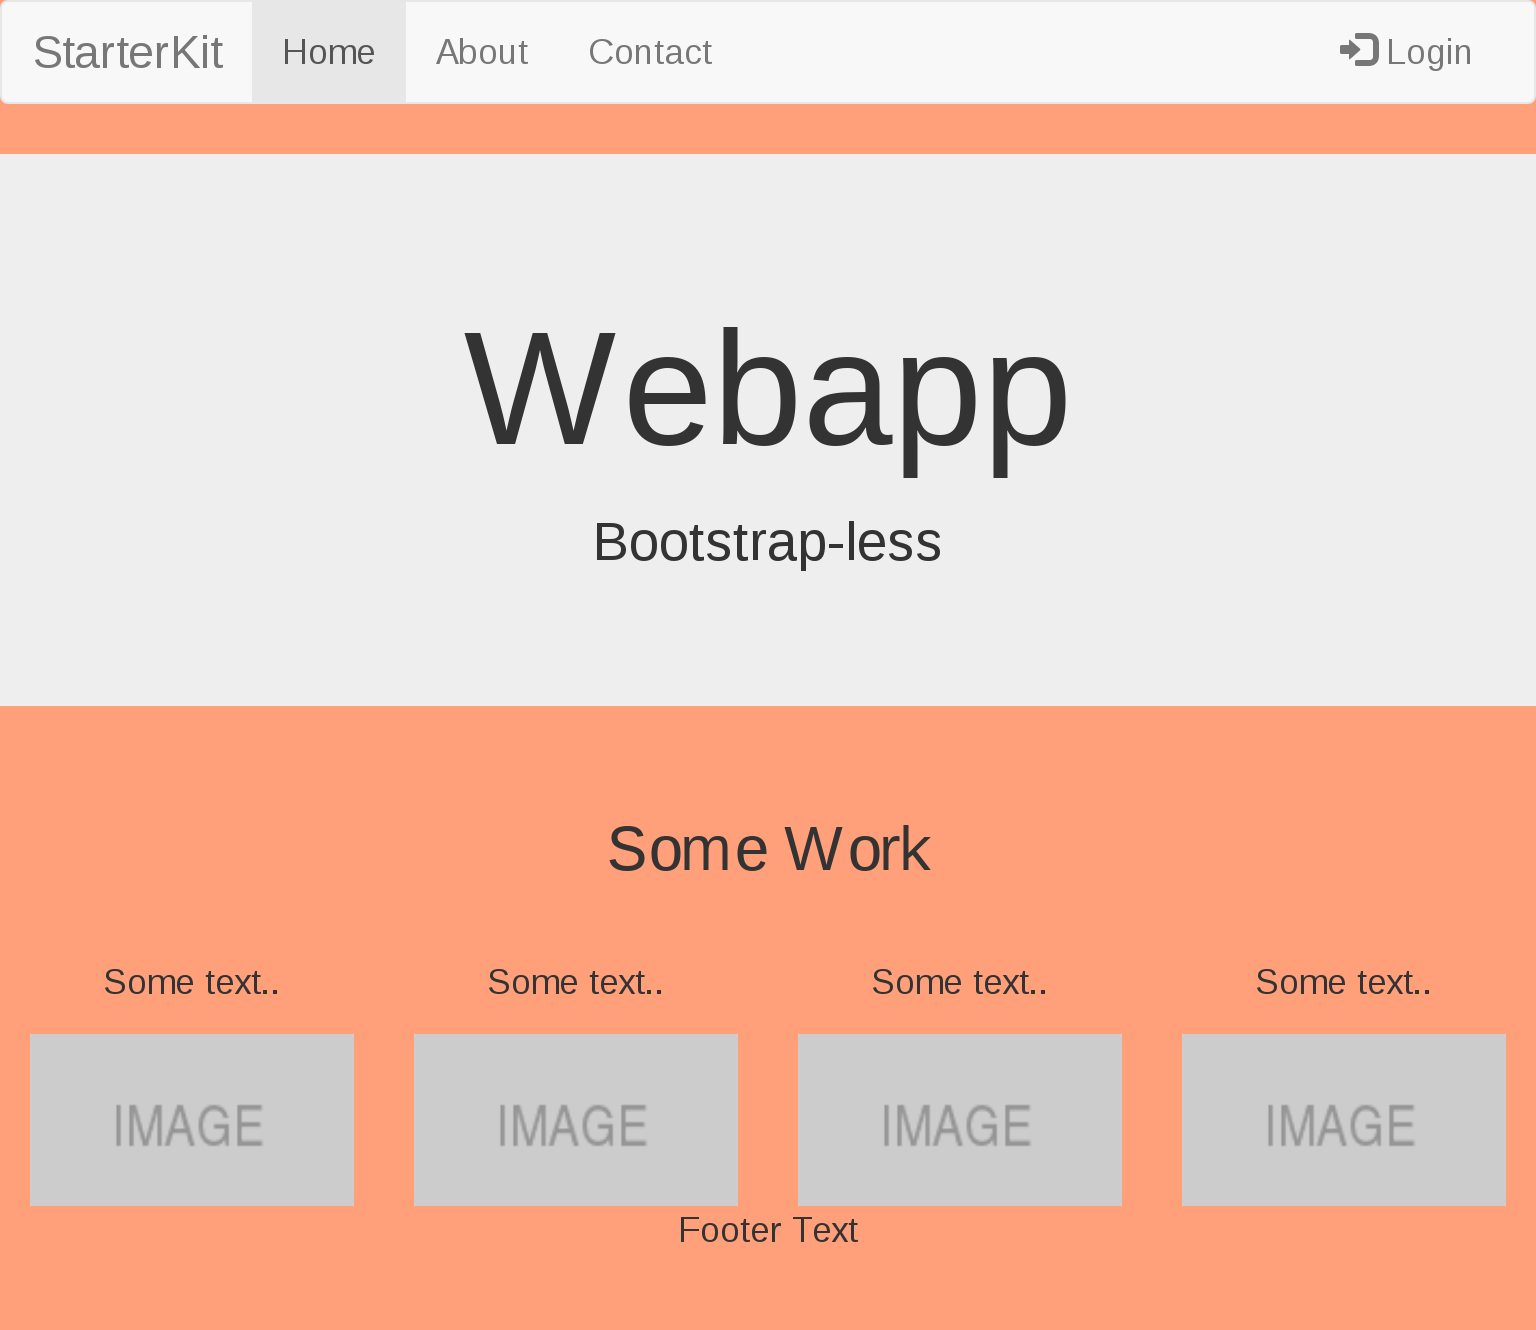 StarterKit Home About Contact Login
Webapp
Bootstrap-less
Some Work
Some text.. Some text.. Some text.. Some text..
IMAGE IMAGE IMAGE IMAGE
Footer Text